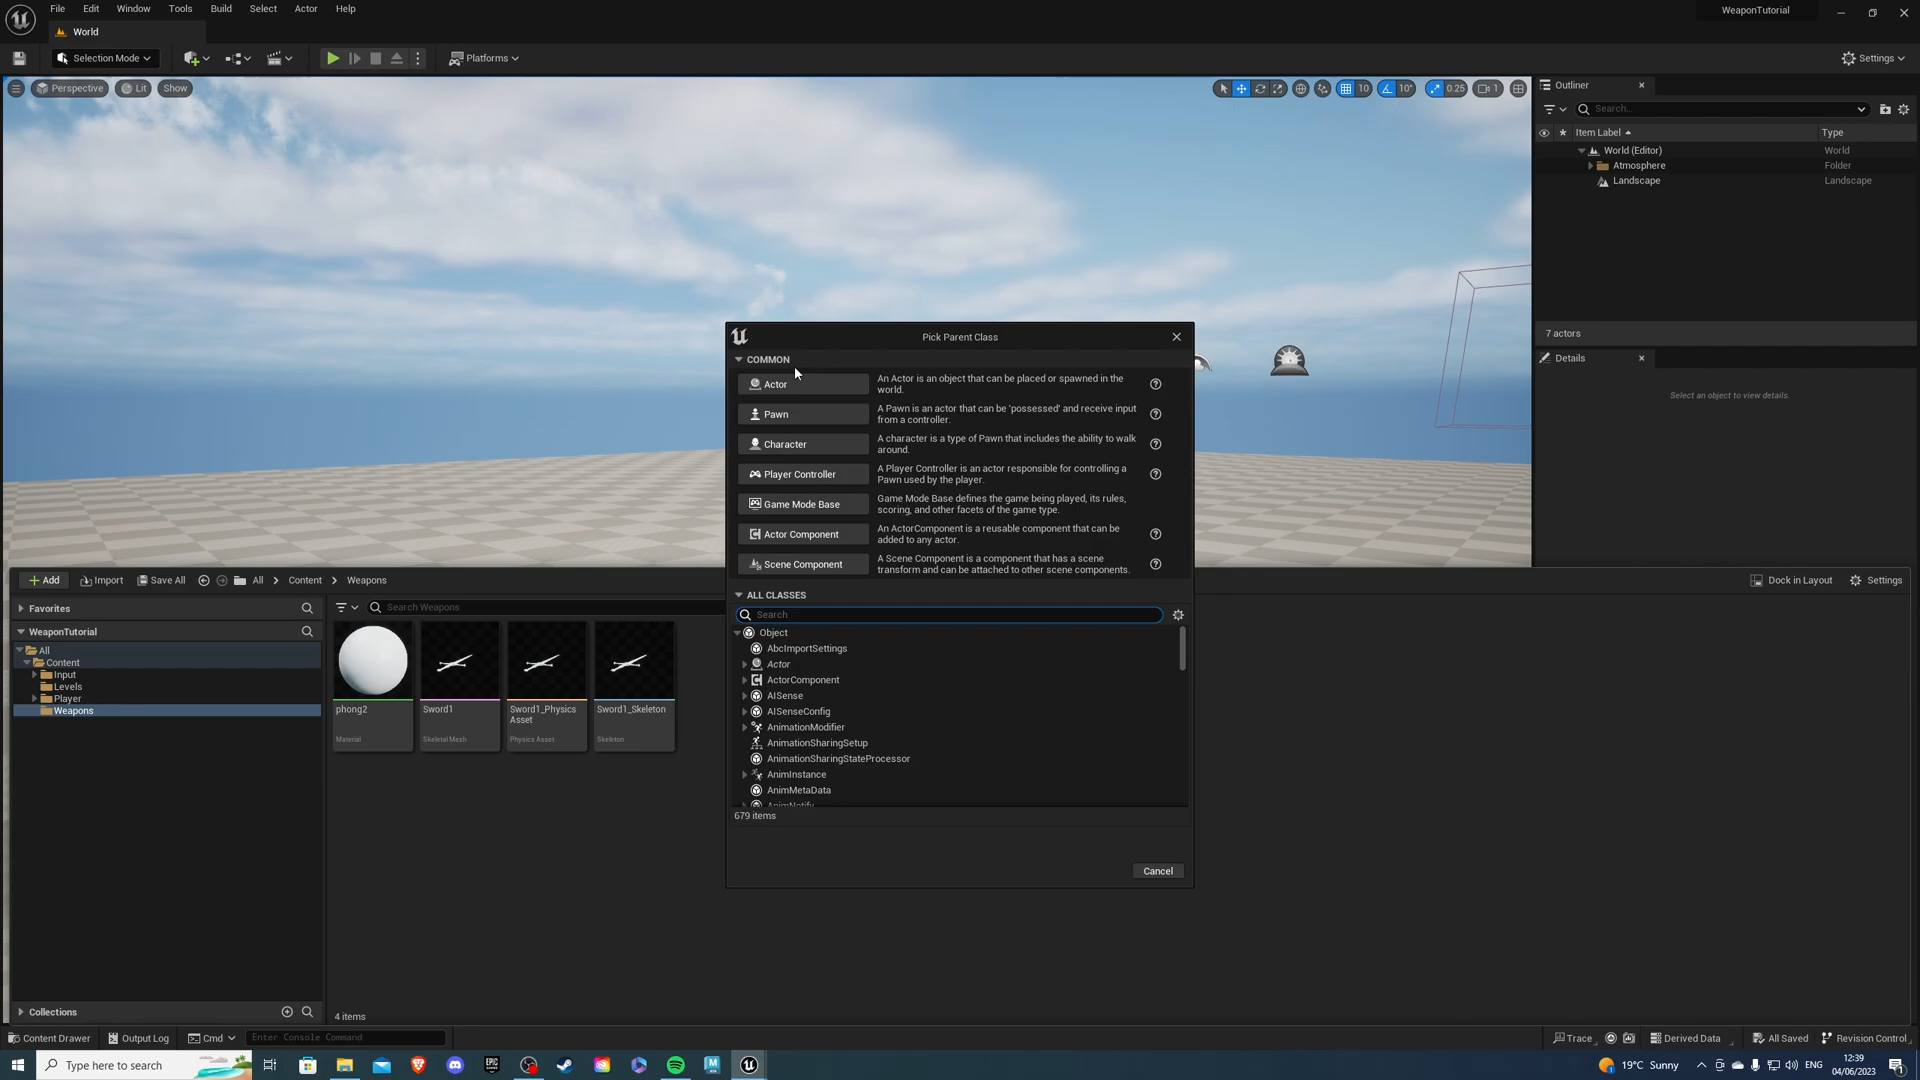 File Edit Window Tools Build Select Actor Help
WeaponTutorial
World
Selection Mode
Platforms
Settings
Perspective Lit Show
10 10° 0.25 1
Outliner
Search...
Item Label Type
World (Editor) World
Atmosphere Folder
Landscape Landscape
7 actors
Details
Select an object to view details.
Pick Parent Class
COMMON
Actor
An Actor is an object that can be placed or spawned in the
world.
Pawn
A Pawn is an actor that can be 'possessed' and receive input
from a controller.
Character
A character is a type of Pawn that includes the ability to walk
around.
Player Controller
A Player Controller is an actor responsible for controlling a
Pawn used by the player.
Game Mode Base
Game Mode Base defines the game being played, its rules,
scoring, and other facets of the game type.
Actor Component
An ActorComponent is a reusable component that can be
added to any actor.
Scene Component
A Scene Component is a component that has a scene
transform and can be attached to other scene components.
ALL CLASSES
Search
Object
AbcImportSettings
Actor
ActorComponent
AISense
AISenseConfig
AnimationModifier
AnimationSharingSetup
AnimationSharingStateProcessor
AnimInstance
AnimMetaData
AnimNotify
679 items
Cancel
Add Import Save All All Content Weapons
Dock in Layout Settings
Favorites
WeaponTutorial
All
Content
Input
Levels
Player
Weapons
Collections
Search Weapons
phong2
Material
Sword1
Skeletal Mesh
Sword1_Physics
Asset
Physics Asset
Sword1_Skeleton
Skeleton
4 items
Content Drawer Output Log Cmd Enter Console Command
Trace Derived Data All Saved Revision Control
Type here to search
19°C Sunny
ENG
12:39
04/06/2023